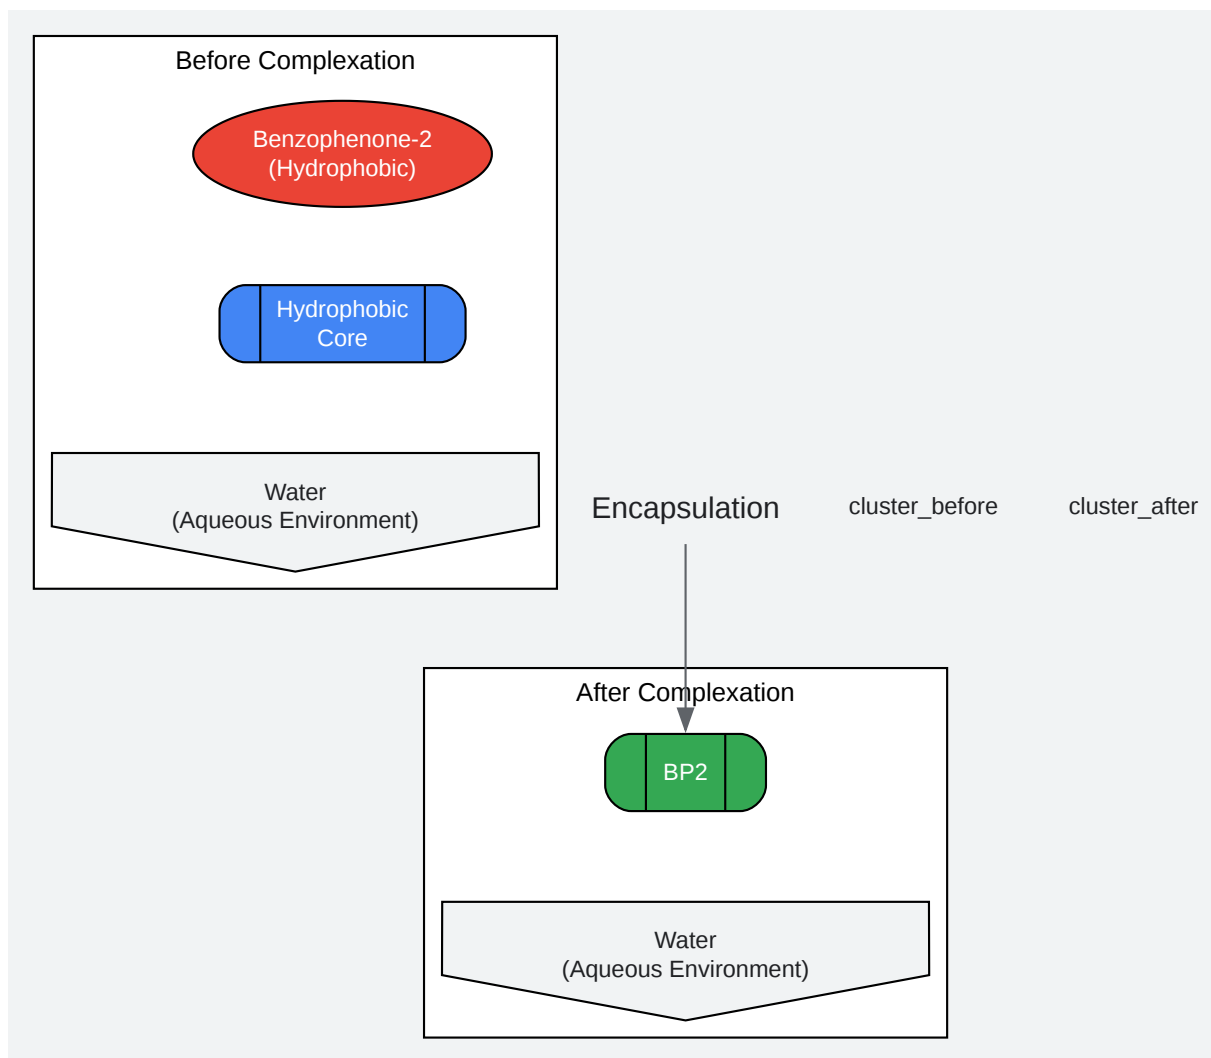 Before Complexation
Benzophenone-2
(Hydrophobic)
Hydrophobic
Core
Water
(Aqueous Environment)
Encapsulation
cluster_before
cluster_after
After Complexation
BP2
Water
(Aqueous Environment)